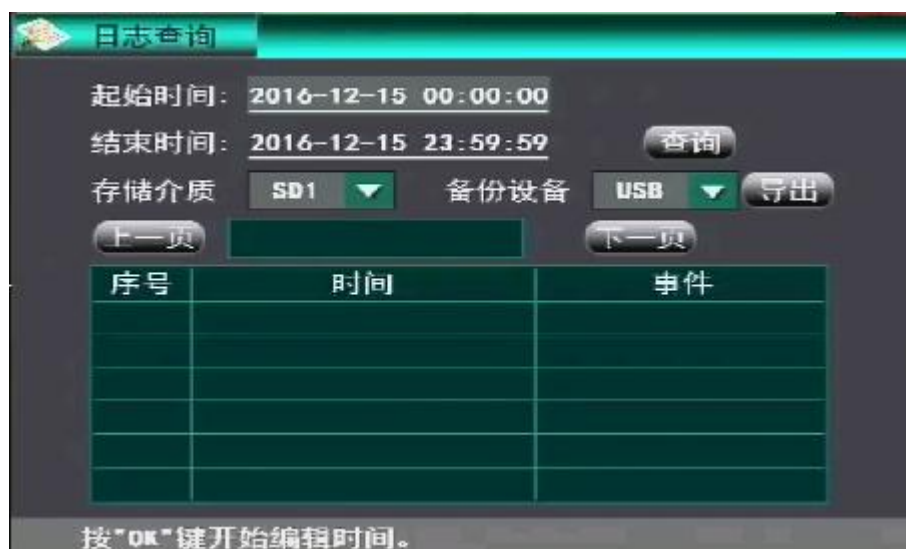 日志查询
起始时间: 2016-12-15 00:00:00
结束时间: 2016-12-15 23:59:59 查询
存储介质 SD1 备份设备 USB 导出
上一页 下一页
序号 时间 事件
按"OK"键开始编辑时间。